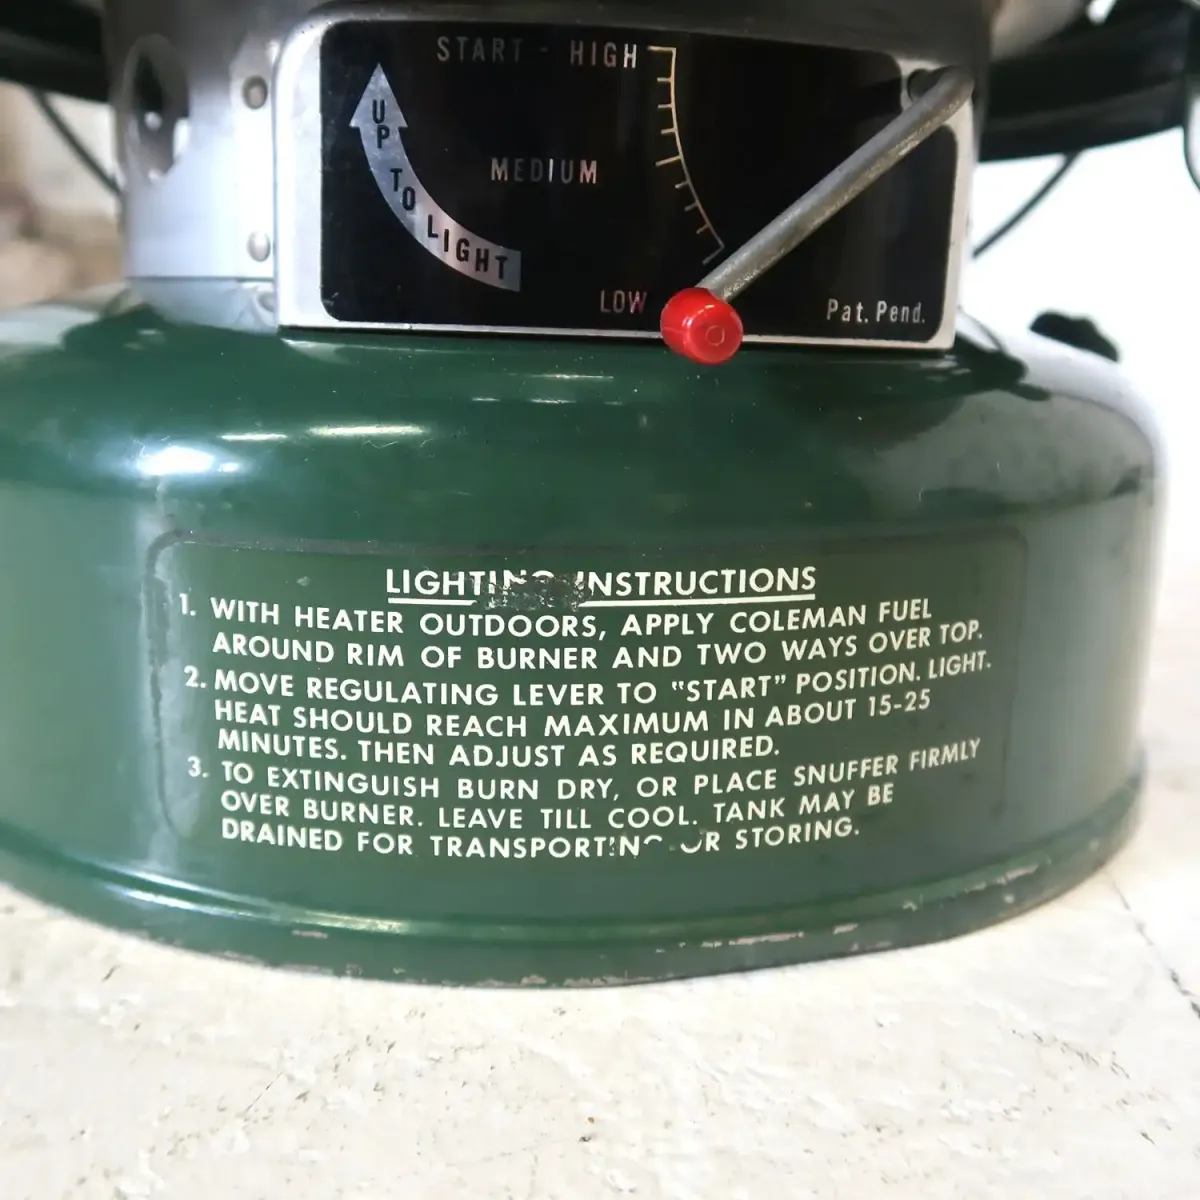 START - HIGH
UP TO LIGHT
MEDIUM
LOW
Pat. Pend.
LIGHTING INSTRUCTIONS
1. WITH HEATER OUTDOORS, APPLY COLEMAN FUEL
AROUND RIM OF BURNER AND TWO WAYS OVER TOP.
2. MOVE REGULATING LEVER TO "START" POSITION. LIGHT.
HEAT SHOULD REACH MAXIMUM IN ABOUT 15-25
MINUTES. THEN ADJUST AS REQUIRED.
3. TO EXTINGUISH BURN DRY, OR PLACE SNUFFER FIRMLY
OVER BURNER. LEAVE TILL COOL. TANK MAY BE
DRAINED FOR TRANSPORTING OR STORING.